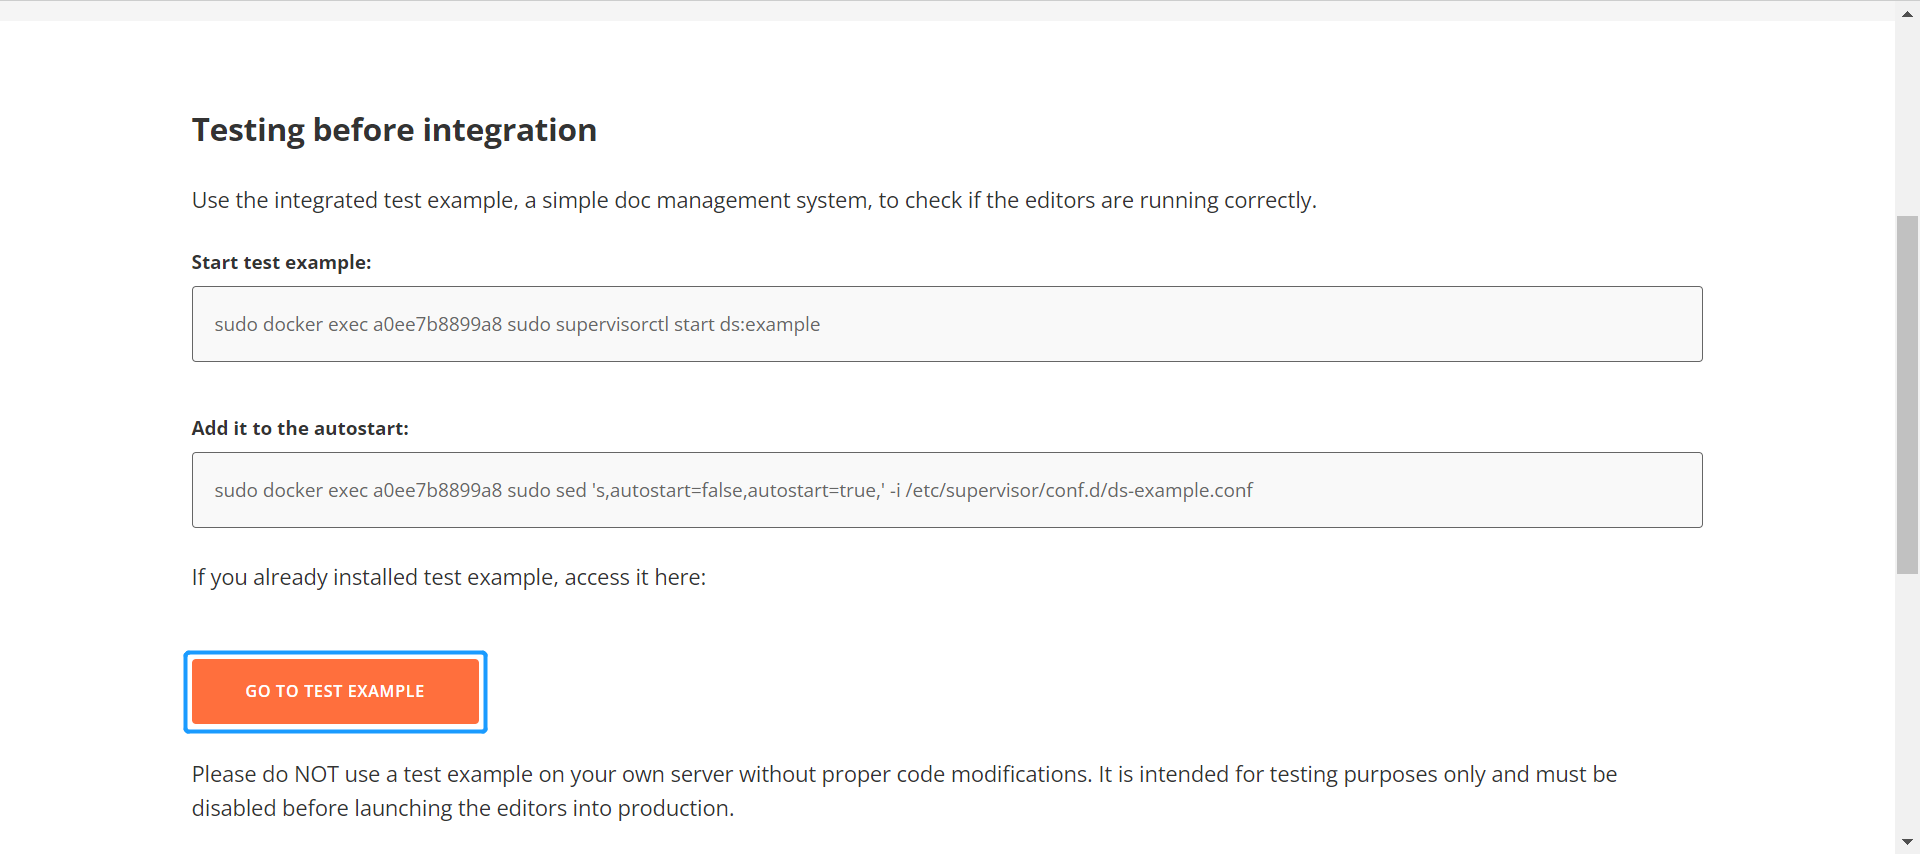 Testing before integration
Use the integrated test example, a simple doc management system, to check if the editors are running correctly.
Start test example:
sudo docker exec a0ee7b8899a8 sudo supervisorctl start ds:example
Add it to the autostart:
sudo docker exec a0ee7b8899a8 sudo sed 's,autostart=false,autostart=true,' -i /etc/supervisor/conf.d/ds-example.conf
If you already installed test example, access it here:
GO TO TEST EXAMPLE
Please do NOT use a test example on your own server without proper code modifications. It is intended for testing purposes only and must be
disabled before launching the editors into production.